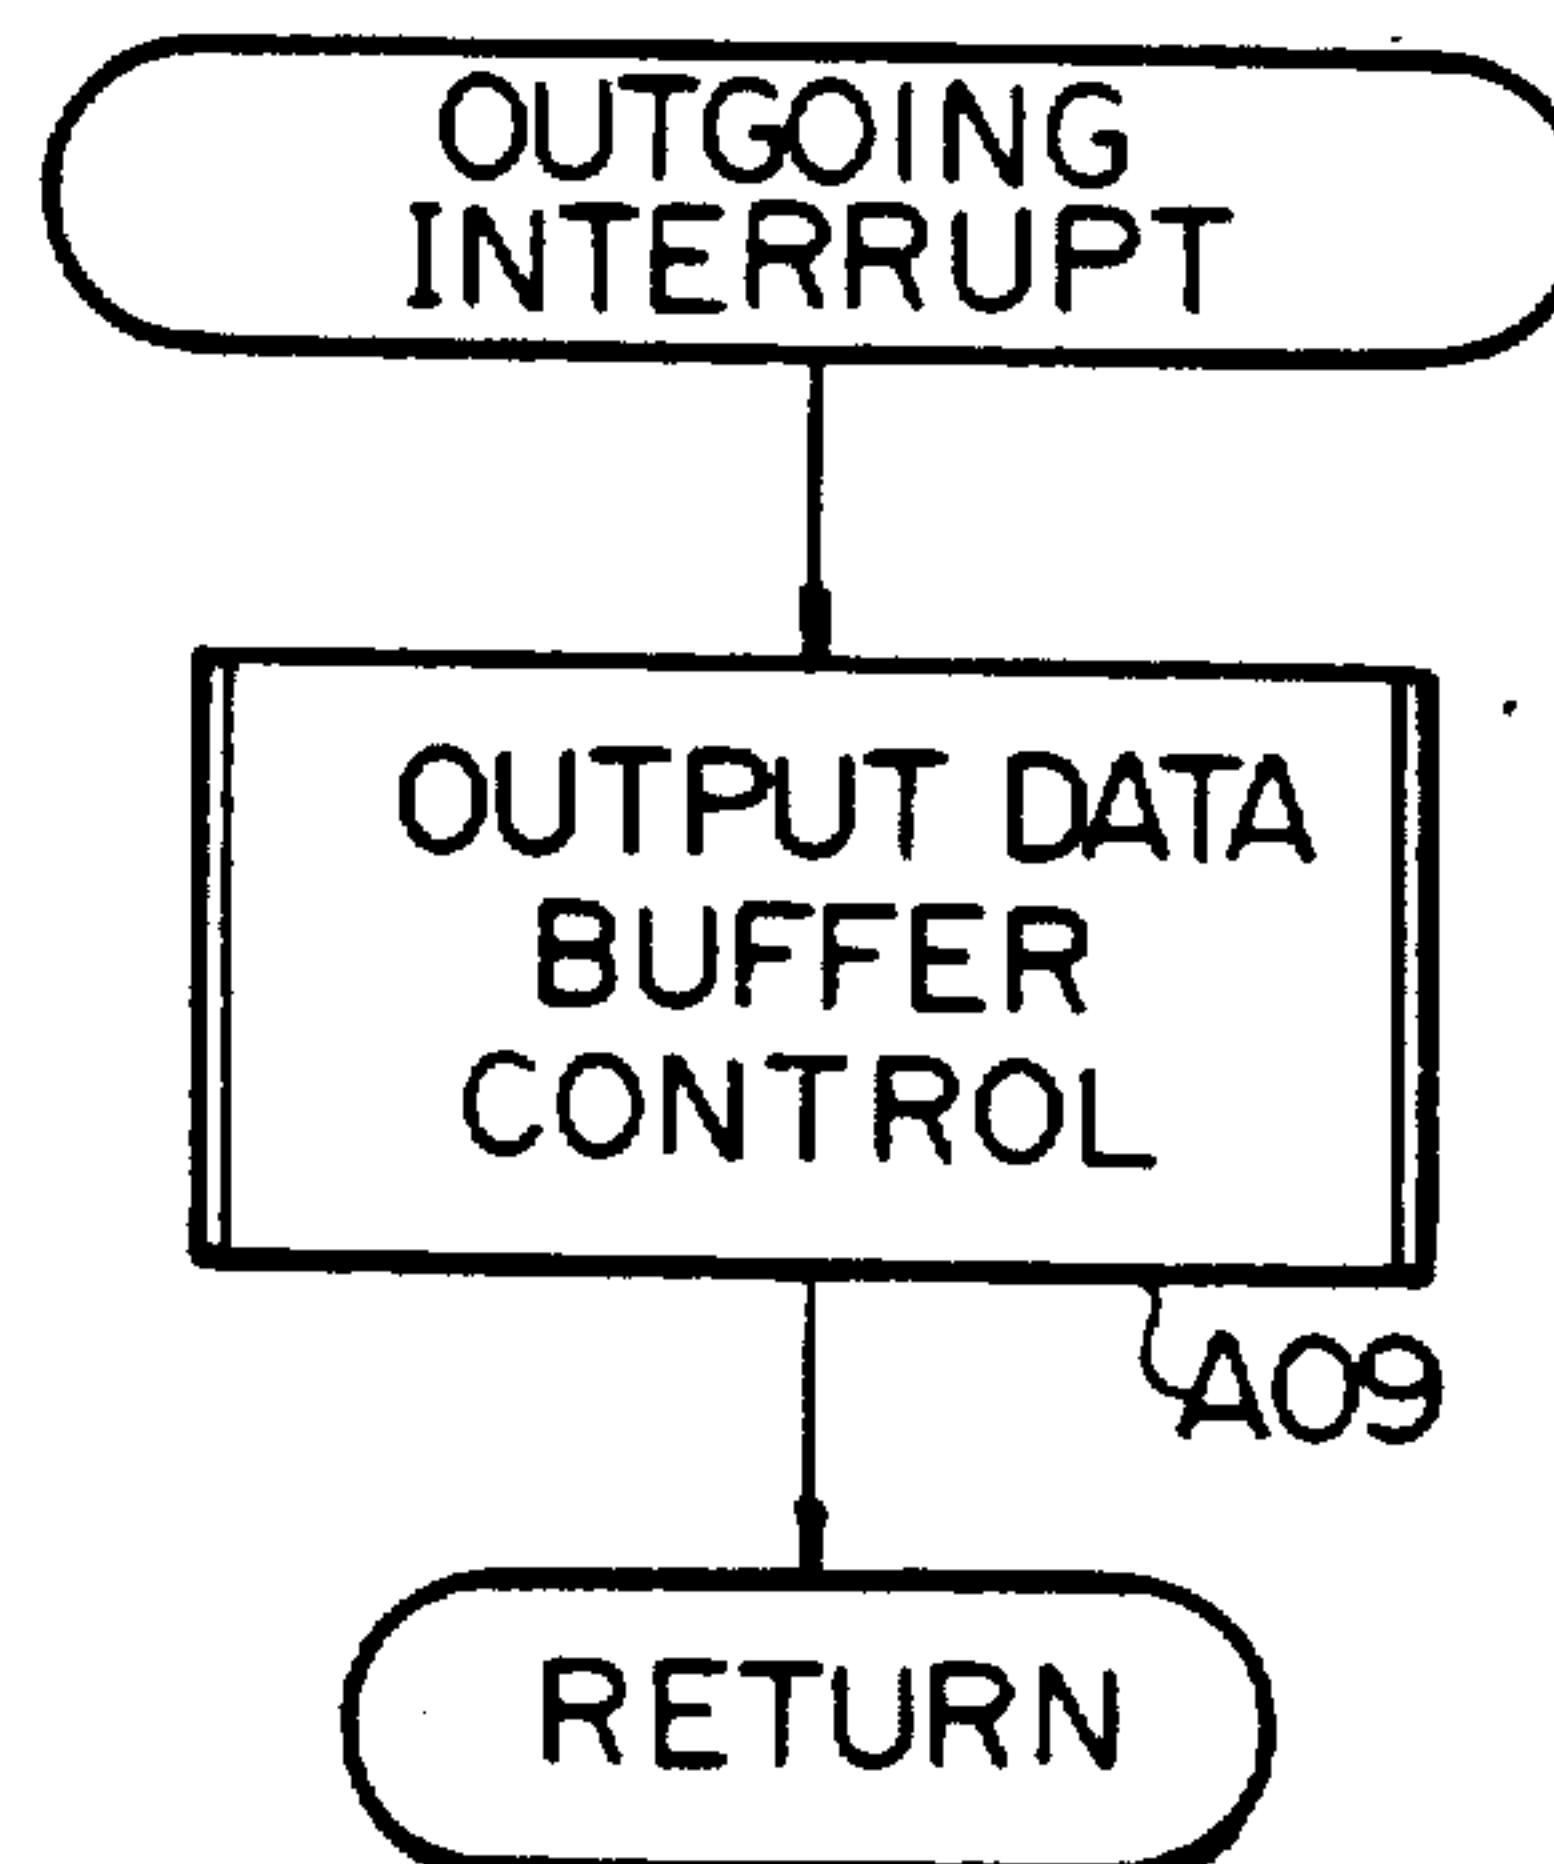 OUTGOING
INTERRUPT
OUTPUT DATA
BUFFER
CONTROL
A09
RETURN